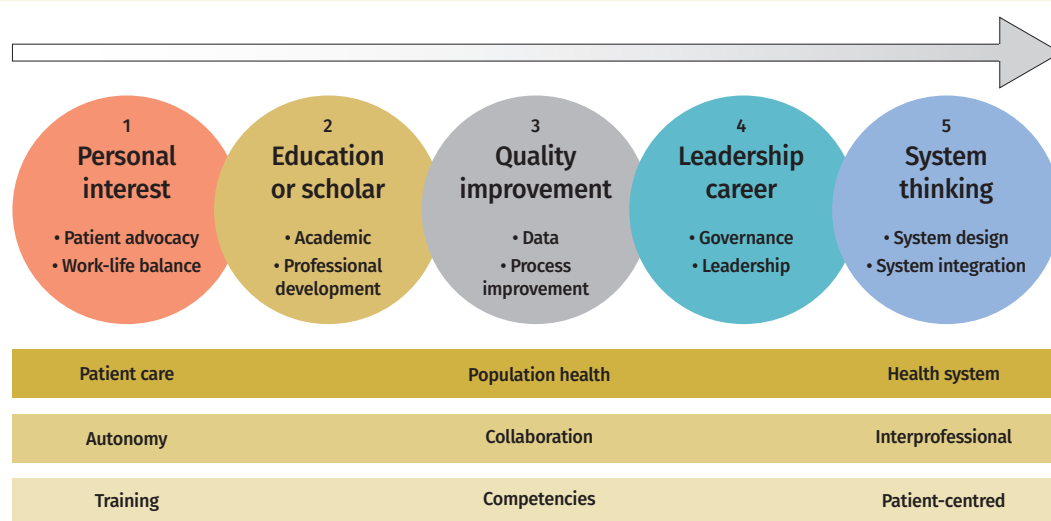 1
Personal
interest
• Patient advocacy
• Work-life balance
2
Education
or scholar
• Academic
• Professional
development
3
Quality
improvement
• Data
• Process
improvement
4
Leadership
career
• Governance
• Leadership
5
System
thinking
• System design
• System integration
Patient care Population health Health system
Autonomy Collaboration Interprofessional
Training Competencies Patient-centred